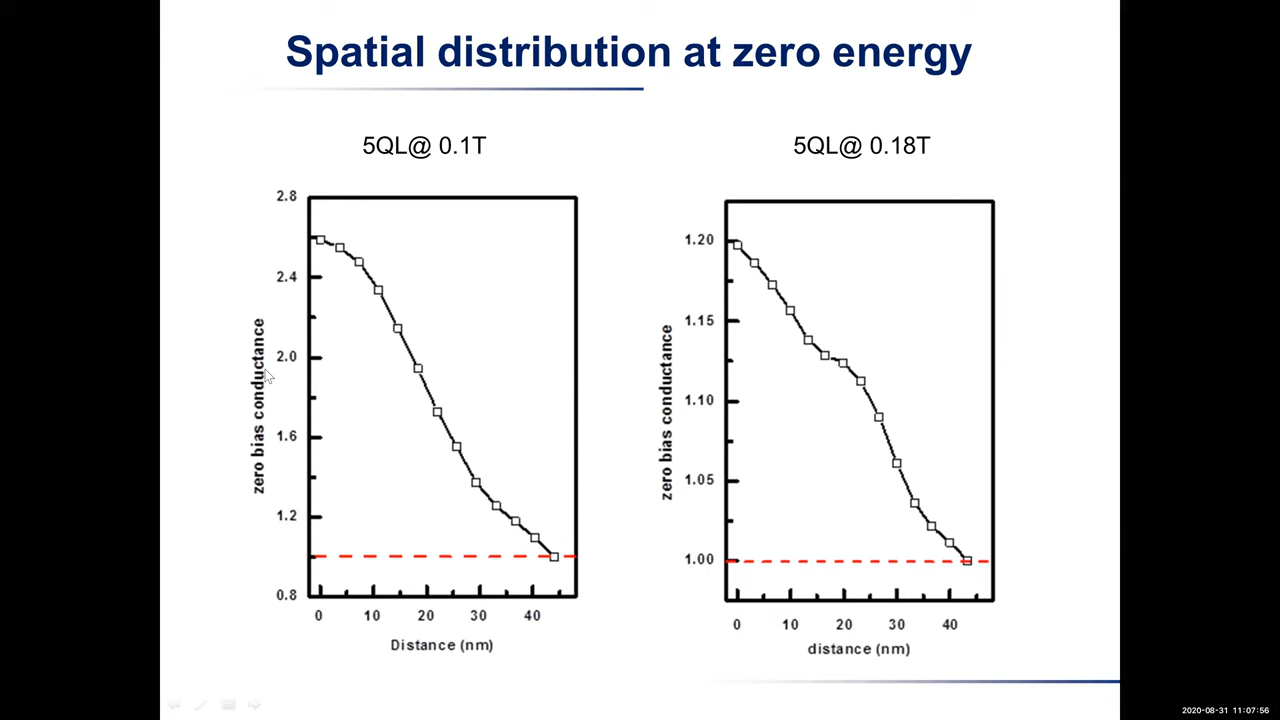 Spatial distribution at zero energy
5QL@ 0.1T
5QL@ 0.18T
2.8
2.4
2.0
1.6
1.2
0.8
zero bias conductance
0 10 20 30 40
Distance (nm)
1.20
1.15
1.10
1.05
1.00
zero bias conductance
0 10 20 30 40
distance (nm)
2020-08-31 11:07:56